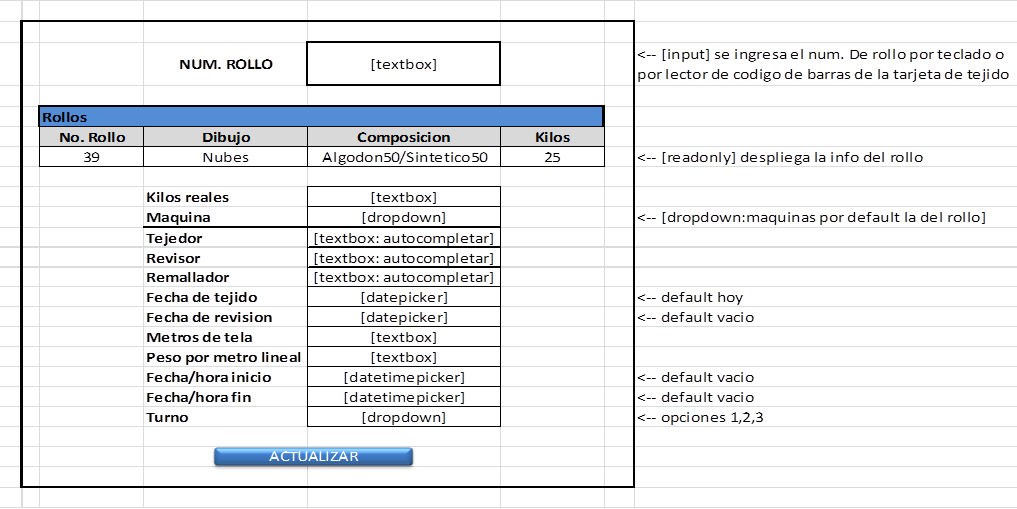 <-- [input] se ingresa el num. De rollo por teclado o
NUM. ROLLO [textbox] por lector de codigo de barras de la tarjeta de tejido
Rollos
No. Rollo Dibujo Composicion Kilos
39 Nubes Algodon50/Sintetico50 25 <-- [readonly] despliega la info del rollo
Kilos reales [textbox]
Maquina [dropdown] <-- [dropdown:maquinas por default la del rollo]
Tejedor [textbox: autocompletar]
Revisor [textbox: autocompletar]
Remallador [textbox: autocompletar]
Fecha de tejido [datepicker] <-- default hoy
Fecha de revision [datepicker] <-- default vacio
Metros de tela [textbox]
Peso por metro lineal [textbox]
Fecha/hora inicio [datetimepicker] <-- default vacio
Fecha/hora fin [datetimepicker] <-- default vacio
Turno [dropdown] <-- opciones 1,2,3
ACTUALIZAR